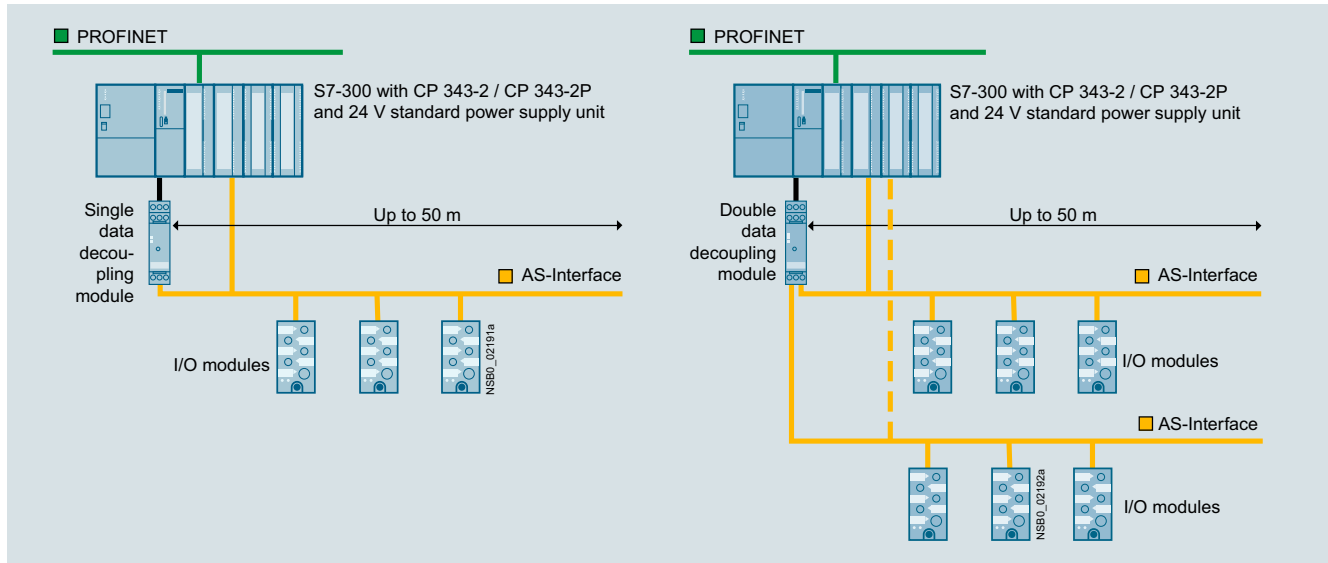 PROFINET
S7-300 with CP 343-2 / CP 343-2P
and 24 V standard power supply unit
Single
data
decou-
pling
module
Up to 50 m
AS-Interface
I/O modules
NSB0_02191a
PROFINET
S7-300 with CP 343-2 / CP 343-2P
and 24 V standard power supply unit
Double
data
decoupling
module
Up to 50 m
AS-Interface
I/O modules
AS-Interface
I/O modules
NSB0_02192a